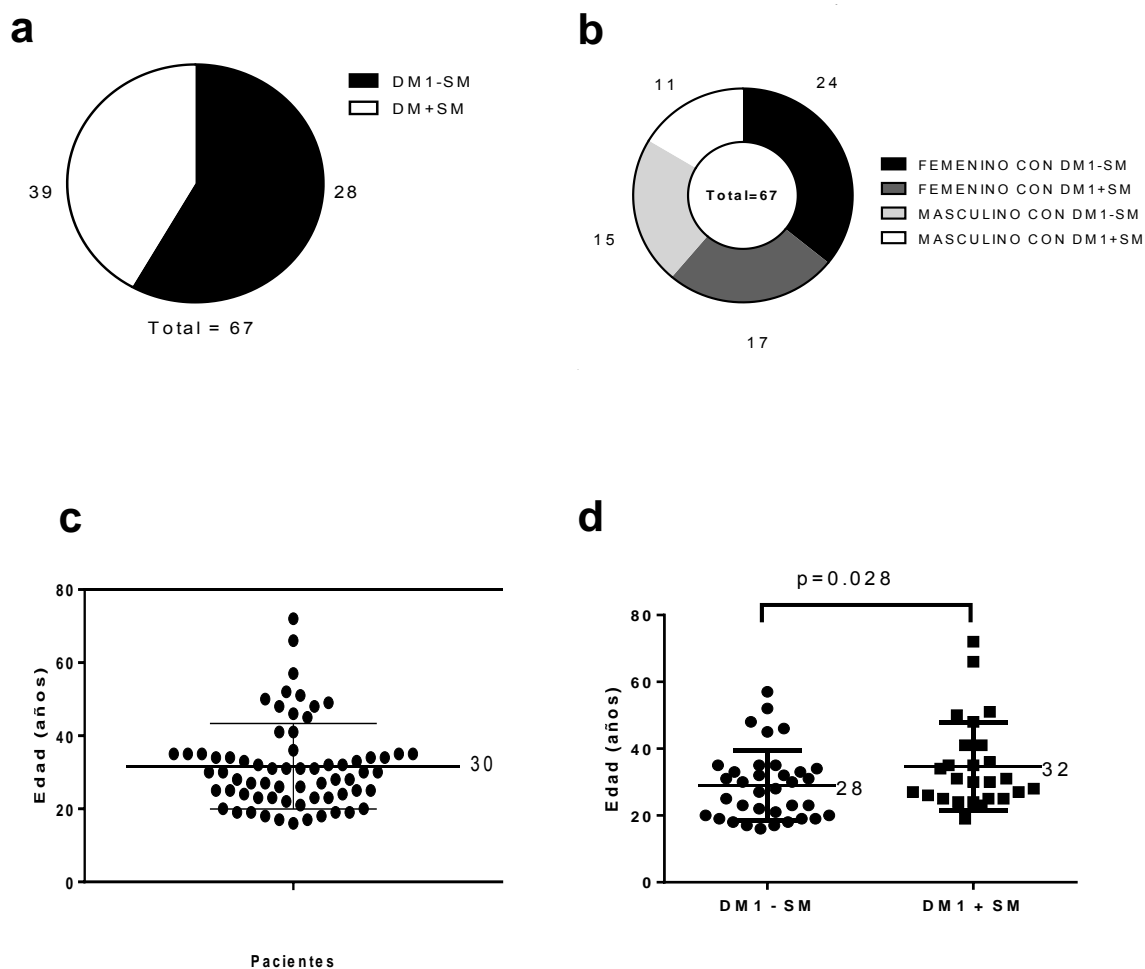 a
DM1-SM
DM+SM
39
28
Total = 67
b
11
24
15
17
Total=67
FEMENINO CON DM1-SM
FEMENINO CON DM1+SM
MASCULINO CON DM1-SM
MASCULINO CON DM1+SM
c
Edad (años)
80
60
40
20
0
30
Pacientes
d
p=0.028
Edad (años)
80
60
40
20
0
28
32
DM1 - SM
DM1 + SM